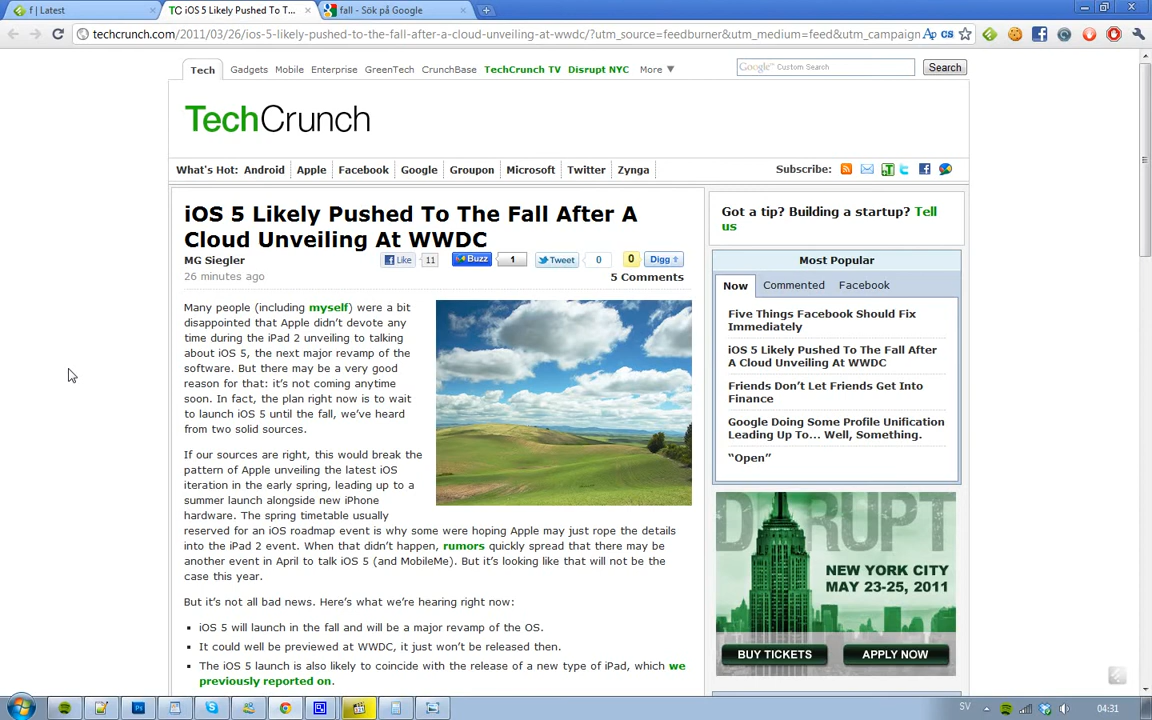 f | Latest
iOS 5 Likely Pushed To T...
fall - Sök på Google
techcrunch.com/2011/03/26/ios-5-likely-pushed-to-the-fall-after-a-cloud-unveiling-at-wwdc/?utm_source=feedburner&utm_medium=feed&utm_campaign
Tech Gadgets Mobile Enterprise GreenTech CrunchBase TechCrunch TV Disrupt NYC More ▼
Google™ Custom Search
Search
TechCrunch
What's Hot: Android Apple Facebook Google Groupon Microsoft Twitter Zynga
Subscribe:
iOS 5 Likely Pushed To The Fall After A
Cloud Unveiling At WWDC
MG Siegler
Like 11 Buzz 1 Tweet 0 0 Digg
26 minutes ago
5 Comments
Many people (including myself) were a bit
disappointed that Apple didn't devote any
time during the iPad 2 unveiling to talking
about iOS 5, the next major revamp of the
software. But there may be a very good
reason for that: it's not coming anytime
soon. In fact, the plan right now is to wait
to launch iOS 5 until the fall, we've heard
from two solid sources.
If our sources are right, this would break the
pattern of Apple unveiling the latest iOS
iteration in the early spring, leading up to a
summer launch alongside new iPhone
hardware. The spring timetable usually
reserved for an iOS roadmap event is why some were hoping Apple may just rope the details
into the iPad 2 event. When that didn't happen, rumors quickly spread that there may be
another event in April to talk iOS 5 (and MobileMe). But it's looking like that will not be the
case this year.
But it's not all bad news. Here's what we're hearing right now:
▪ iOS 5 will launch in the fall and will be a major revamp of the OS.
▪ It could well be previewed at WWDC, it just won't be released then.
▪ The iOS 5 launch is also likely to coincide with the release of a new type of iPad, which we
previously reported on.
Got a tip? Building a startup? Tell
us
Most Popular
Now Commented Facebook
Five Things Facebook Should Fix
Immediately
iOS 5 Likely Pushed To The Fall After
A Cloud Unveiling At WWDC
Friends Don't Let Friends Get Into
Finance
Google Doing Some Profile Unification
Leading Up To... Well, Something.
“Open”
DISRUPT
NEW YORK CITY
MAY 23-25, 2011
BUY TICKETS
APPLY NOW
SV
04:31